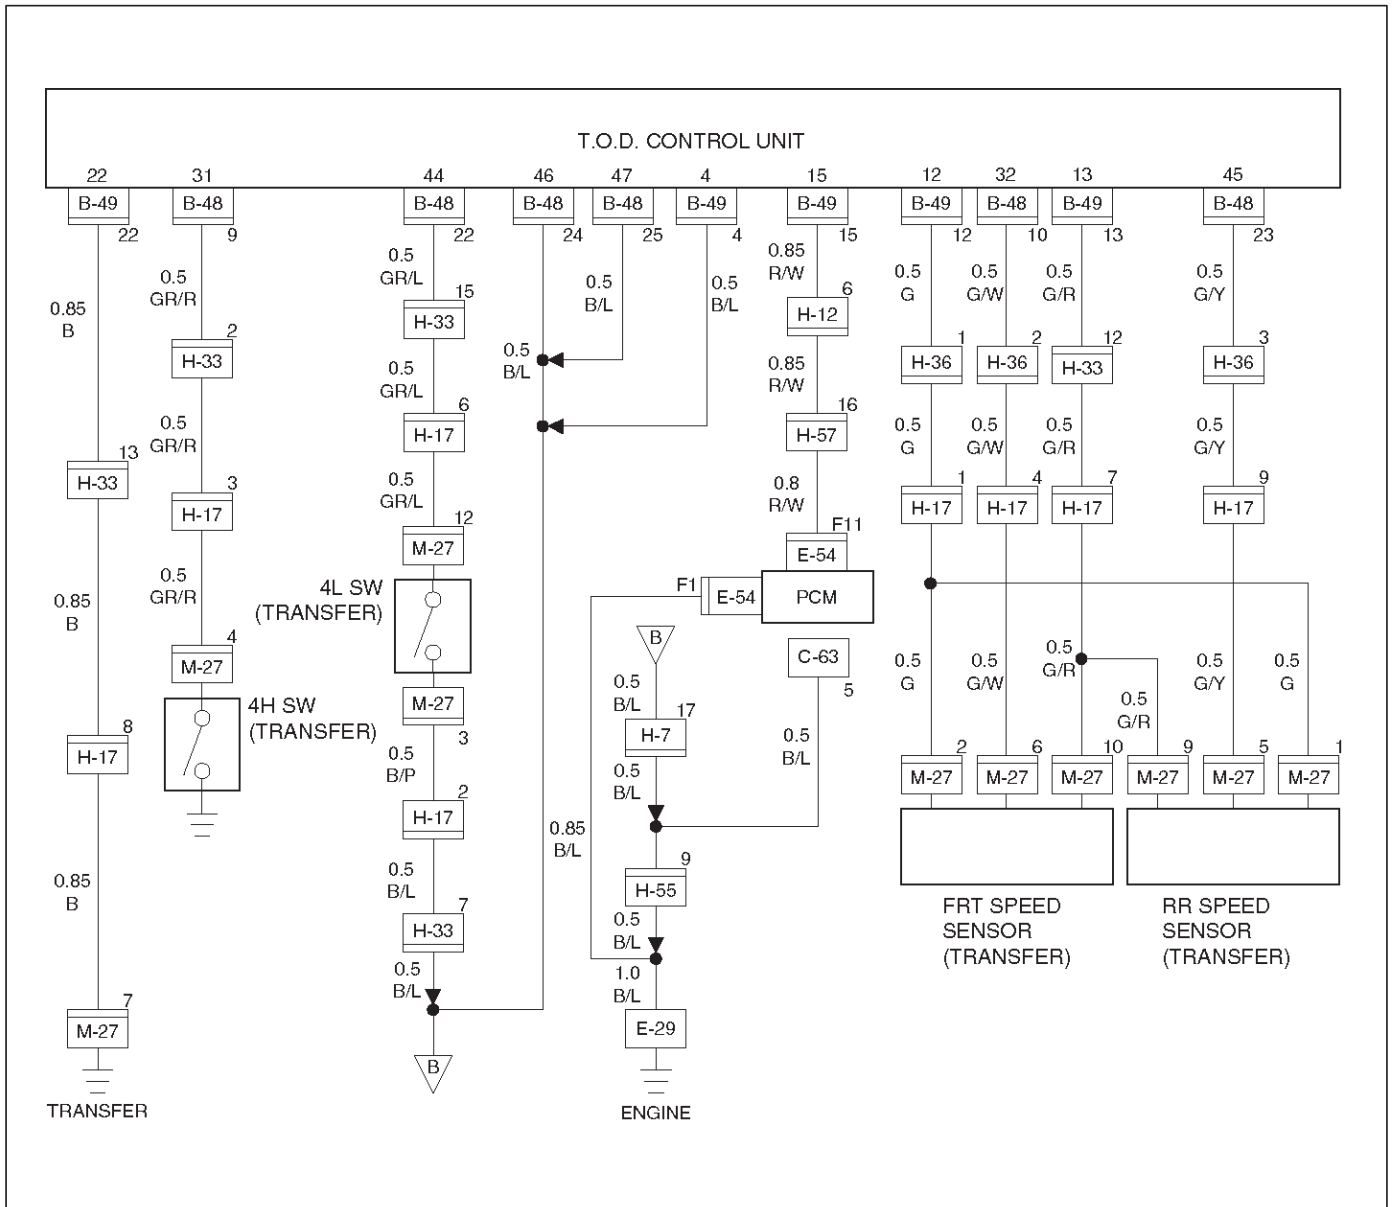 T.O.D. CONTROL UNIT
22 31 44 46 47 4 15 12 32 13 45
B-49 B-48 B-48 B-48 B-48 B-49 B-49 B-49 B-48 B-49 B-48
22 9 22 24 25 4 15 12 10 13 23
0.85
B
0.5
GR/R
2
H-33
0.5
GR/R
3
H-17
0.5
GR/R
4
M-27
4H SW
(TRANSFER)
13
H-33
0.85
B
8
H-17
0.85
B
7
M-27
TRANSFER
0.5
GR/L
15
H-33
0.5
GR/L
6
H-17
0.5
GR/L
12
M-27
4L SW
(TRANSFER)
M-27
3
0.5
B/P
2
H-17
0.5
B/L
7
H-33
0.5
B/L
B
0.5
B/L
0.5
B/L
0.5
B/L
0.85
R/W
6
H-12
0.85
R/W
16
H-57
0.8
R/W
F11
E-54
F1
E-54
PCM
C-63
5
0.5
B/L
B
0.5
B/L
17
H-7
0.5
B/L
0.85
B/L
9
H-55
0.5
B/L
1.0
B/L
E-29
ENGINE
0.5
G
0.5
G/W
0.5
G/R
0.5
G/Y
1 2 12 3
H-36 H-36 H-33 H-36
0.5
G
0.5
G/W
0.5
G/R
0.5
G/Y
1 4 7 9
H-17 H-17 H-17 H-17
0.5
G
0.5
G/W
0.5
G/R
0.5
G/R
0.5
G/Y
0.5
G
2 6 10 9 5 1
M-27 M-27 M-27 M-27 M-27 M-27
FRT SPEED
SENSOR
(TRANSFER)
RR SPEED
SENSOR
(TRANSFER)